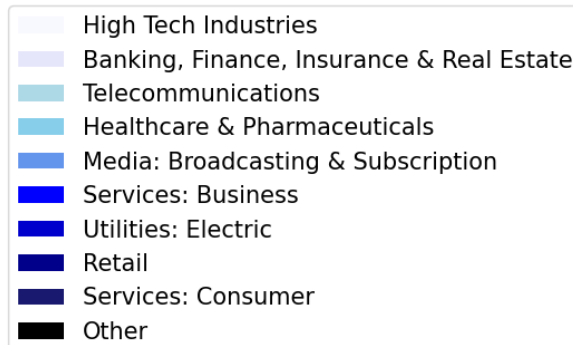 High Tech Industries
Banking, Finance, Insurance & Real Estate
Telecommunications
Healthcare & Pharmaceuticals
Media: Broadcasting & Subscription
Services: Business
Utilities: Electric
Retail
Services: Consumer
Other